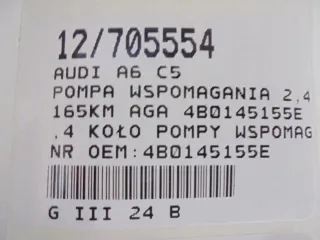 12/705554
AUDI A6 C5
POMPA WSPOMAGANIA 2,4
165KM AGA 4B0145155E
,4 KOŁO POMPY WSPOMAG
NR OEM:4B0145155E
G III 24 B